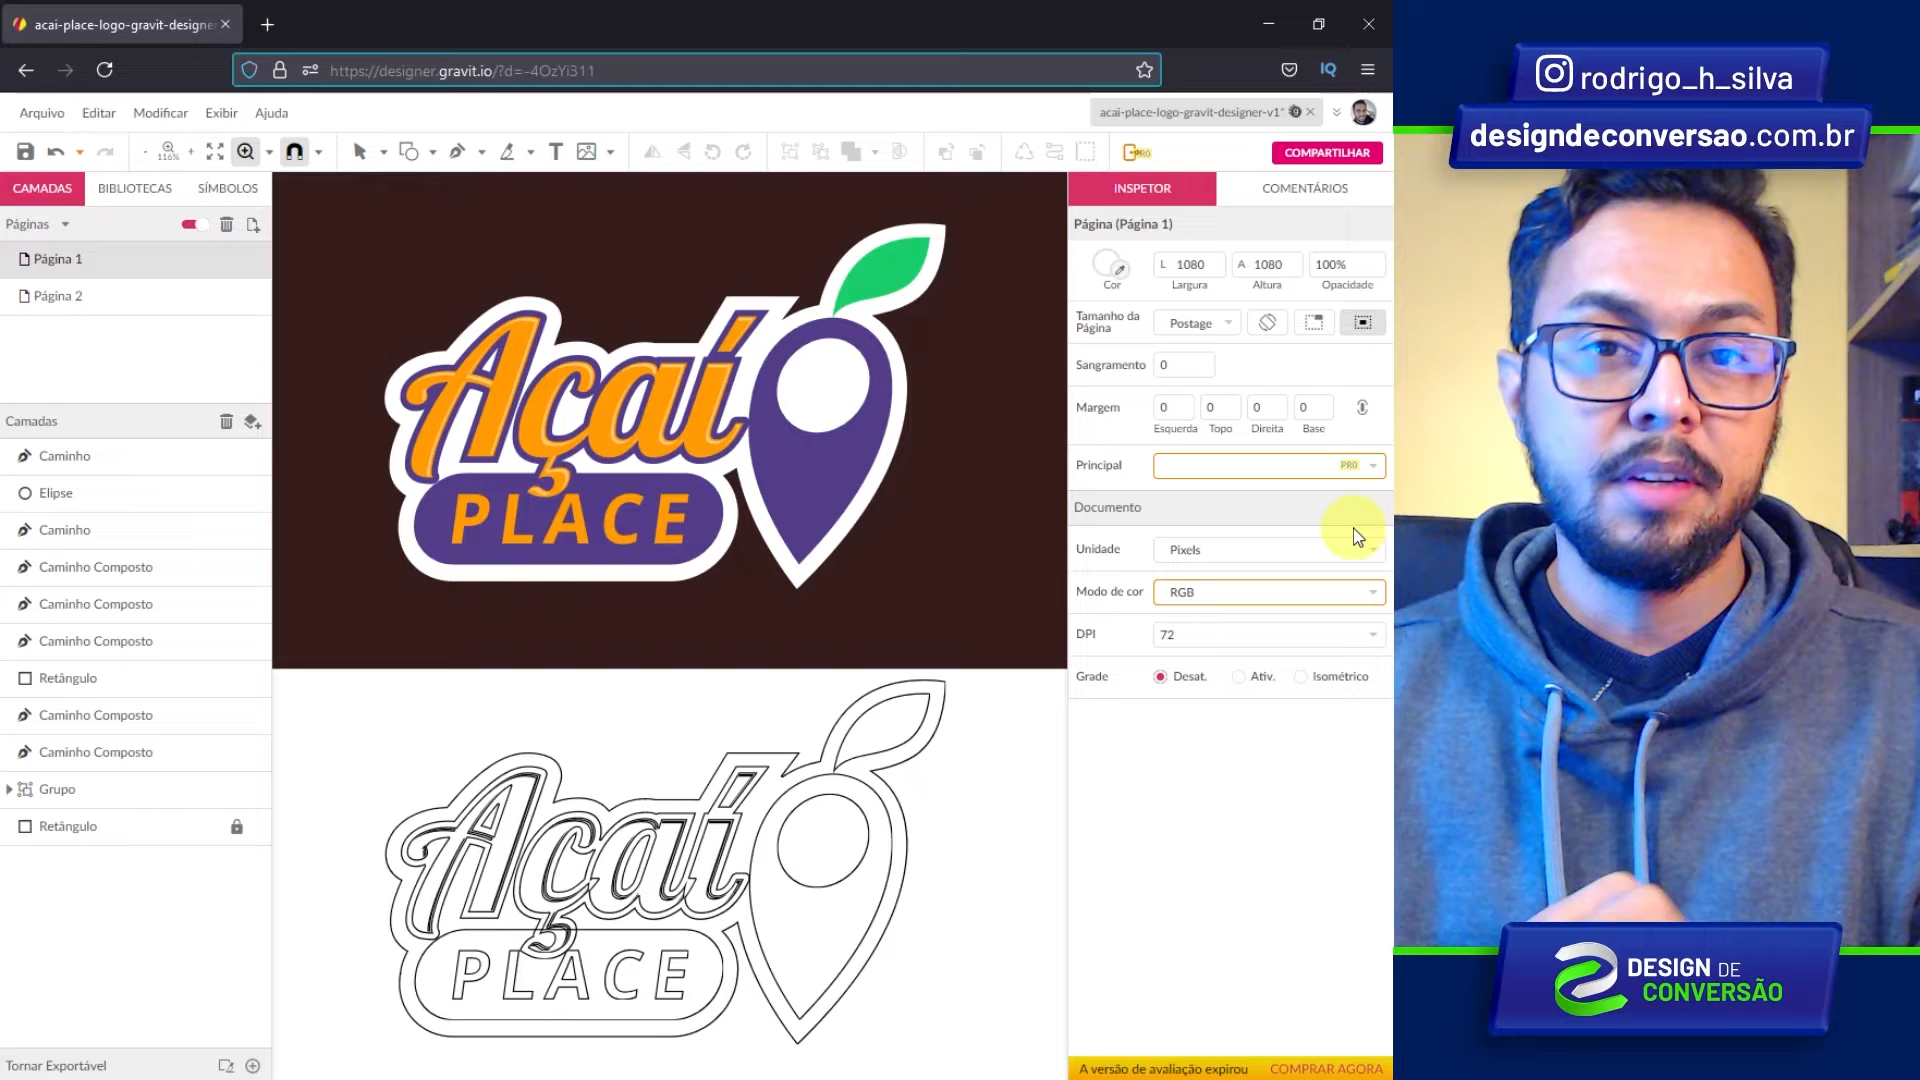 acai-place-logo-gravit-designe
https://designer.gravit.io/?d=-4OzYi311
IQ
Arquivo Editar Modificar Exibir Ajuda
acai-place-logo-gravit-designer-v1*
116%
PRO
COMPARTILHAR
CAMADAS BIBLIOTECAS SÍMBOLOS
Páginas
Página 1
Página 2
Camadas
Caminho
Elipse
Caminho
Caminho Composto
Caminho Composto
Caminho Composto
Retângulo
Caminho Composto
Caminho Composto
Grupo
Retângulo
Tornar Exportável
Açaí
PLACE
Açaí
PLACE
INSPETOR COMENTÁRIOS
Página (Página 1)
L 1080 A 1080 100%
Cor Largura Altura Opacidade
Tamanho da Página Postage
Sangramento 0
Margem 0 0 0 0
Esquerda Topo Direita Base
Principal PRO
Documento
Unidade Pixels
Modo de cor RGB
DPI 72
Grade Desat. Ativ. Isométrico
A versão de avaliação expirou COMPRAR AGORA
rodrigo_h_silva
designdeconversao.com.br
DESIGN DE
CONVERSÃO